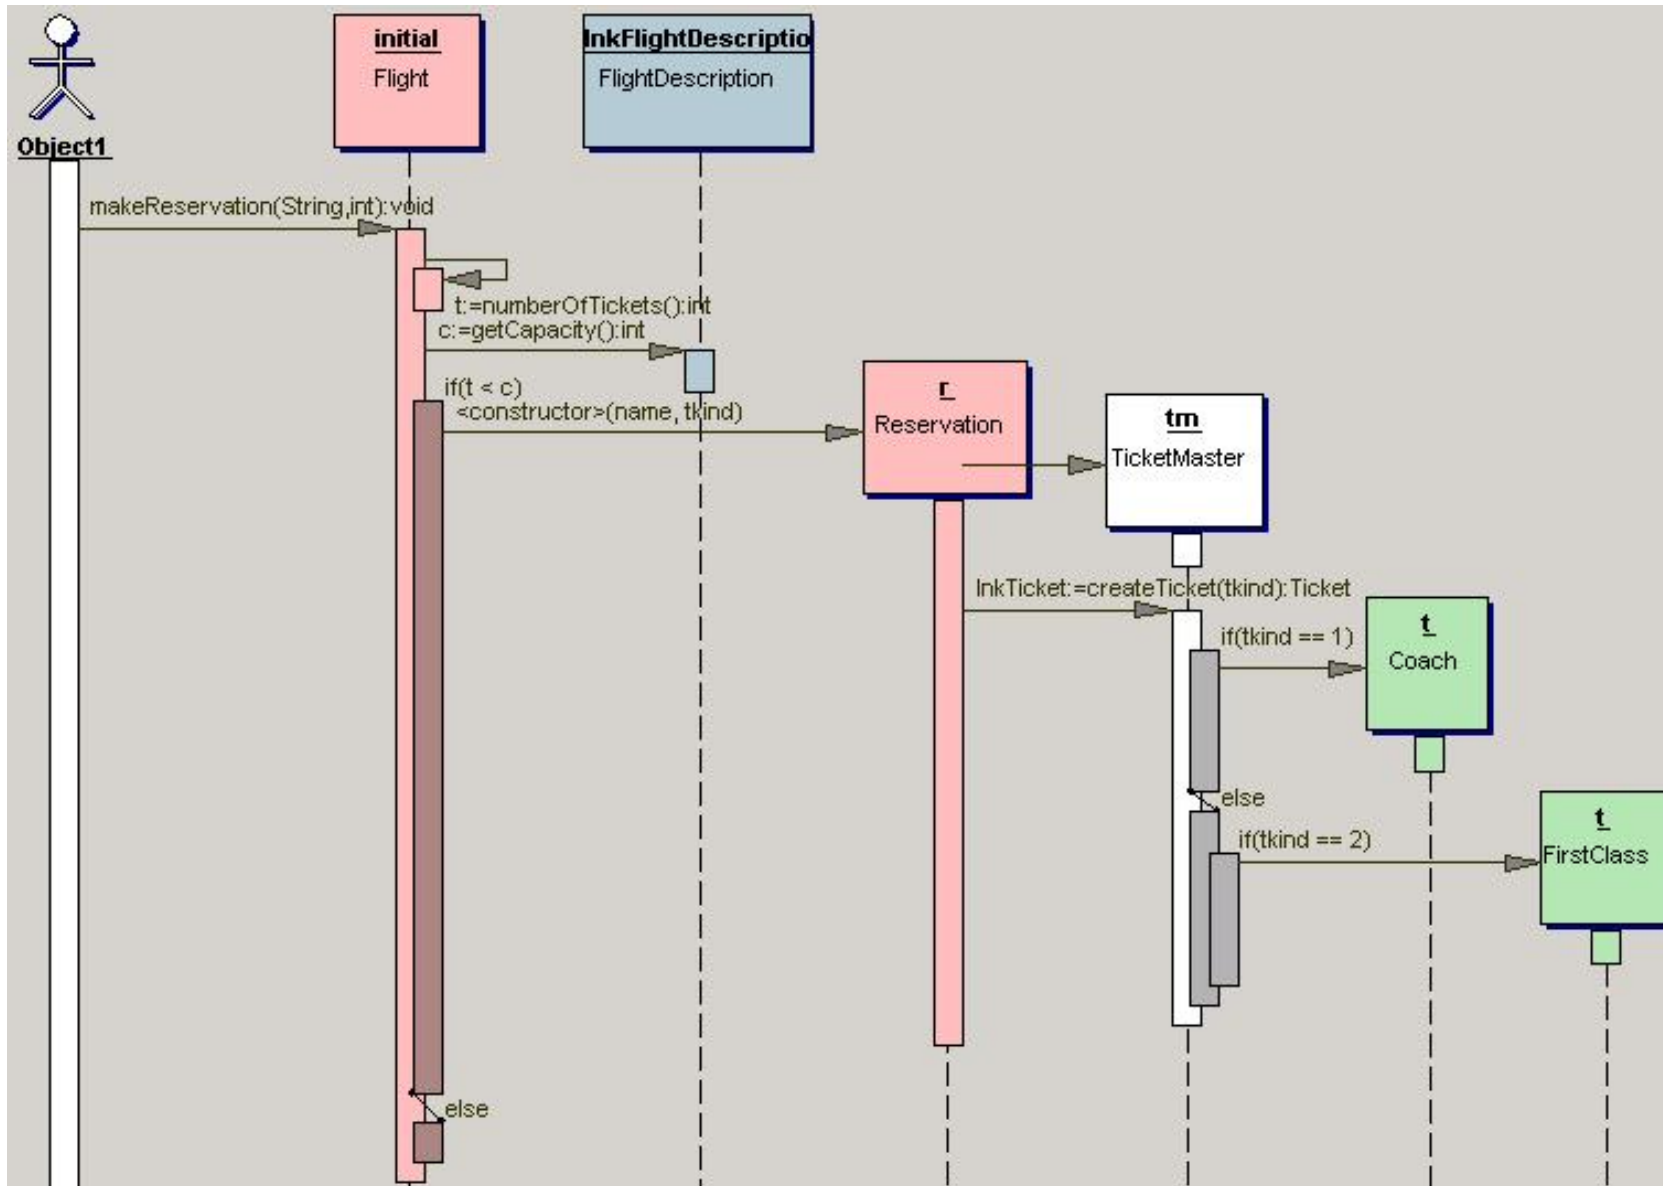 initial
Flight
lnkFlightDescriptio
FlightDescription
Object1
makeReservation(String,int):void
t:=numberOfTickets():int
c:=getCapacity():int
if(t < c)
<constructor>(name, tkind)
r
Reservation
tm
TicketMaster
lnkTicket:=createTicket(tkind):Ticket
if(tkind == 1)
t
Coach
else
if(tkind == 2)
t
FirstClass
else